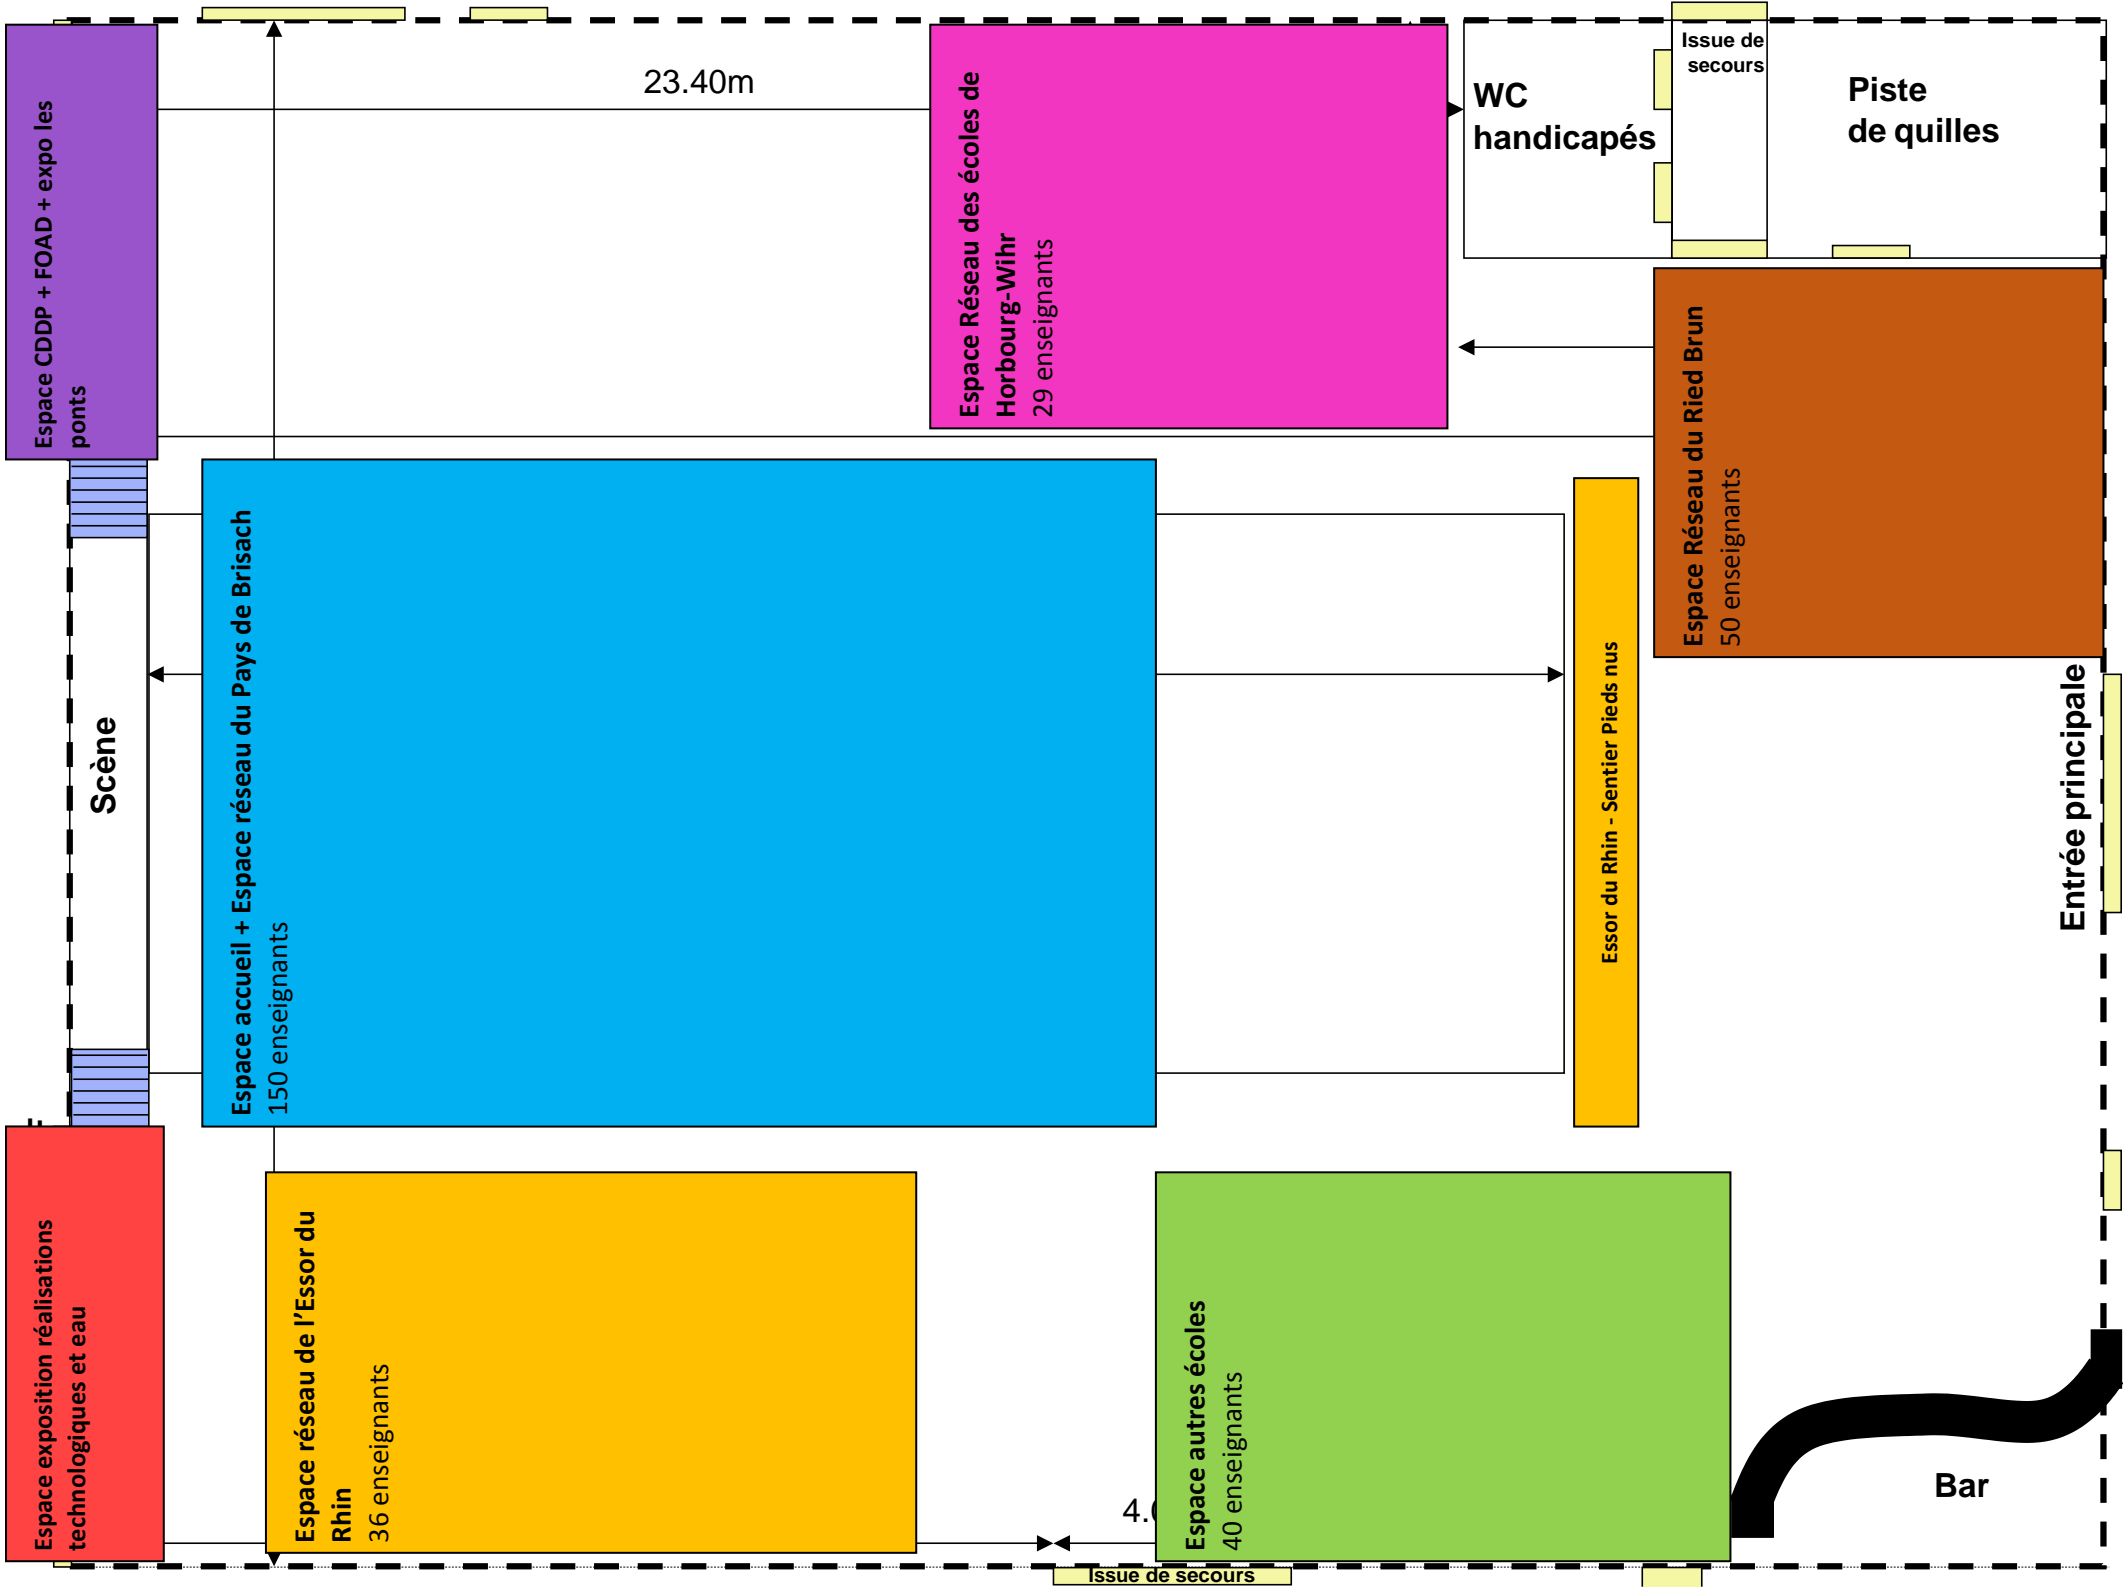 23.40m
Issue de
secours
WC
handicapés
Piste
de quilles
Espace CDDP + FOAD + expo les
ponts
Espace Réseau des écoles de
Horbourg-Wihr
29 enseignants
Espace Réseau du Ried Brun
50 enseignants
Scène
Espace accueil + Espace réseau du Pays de Brisach
150 enseignants
Essor du Rhin - Sentier Pieds nus
Entrée principale
Espace exposition réalisations
technologiques et eau
Espace réseau de l'Essor du
Rhin
36 enseignants
Espace autres écoles
40 enseignants
Bar
Issue de secours